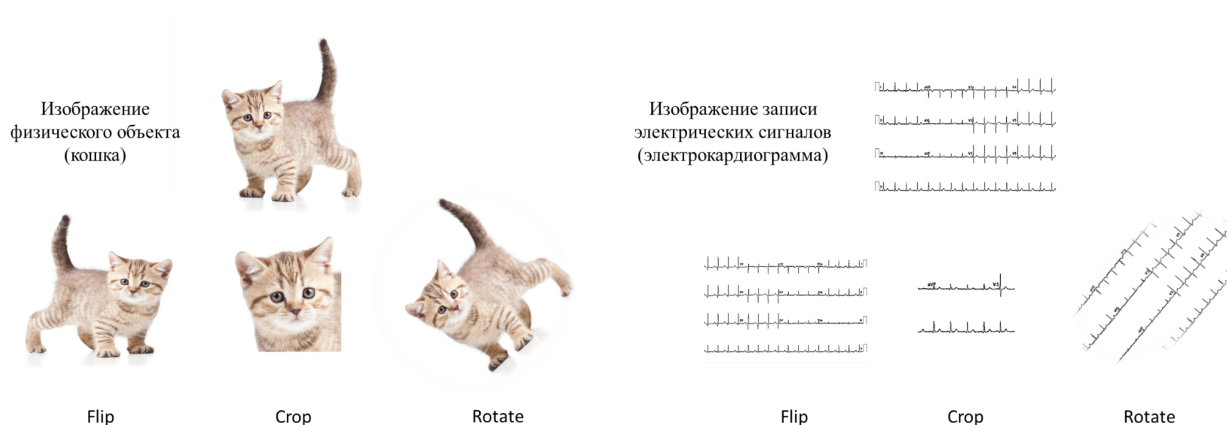 Изображение
физического объекта
(кошка)
Изображение записи
электрических сигналов
(электрокардиограмма)
Flip
Crop
Rotate
Flip
Crop
Rotate